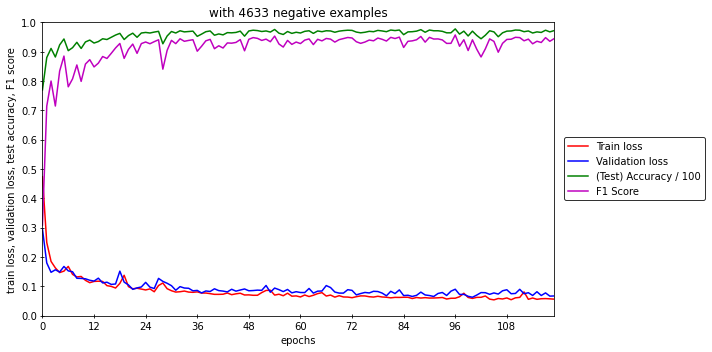 with 4633 negative examples
train loss, validation loss, test accuracy, F1 score
1.0
0.9
0.8
0.7
0.6
0.5
0.4
0.3
0.2
0.1
0.0
0 12 24 36 48 60 72 84 96 108
epochs
Train loss
Validation loss
(Test) Accuracy / 100
F1 Score